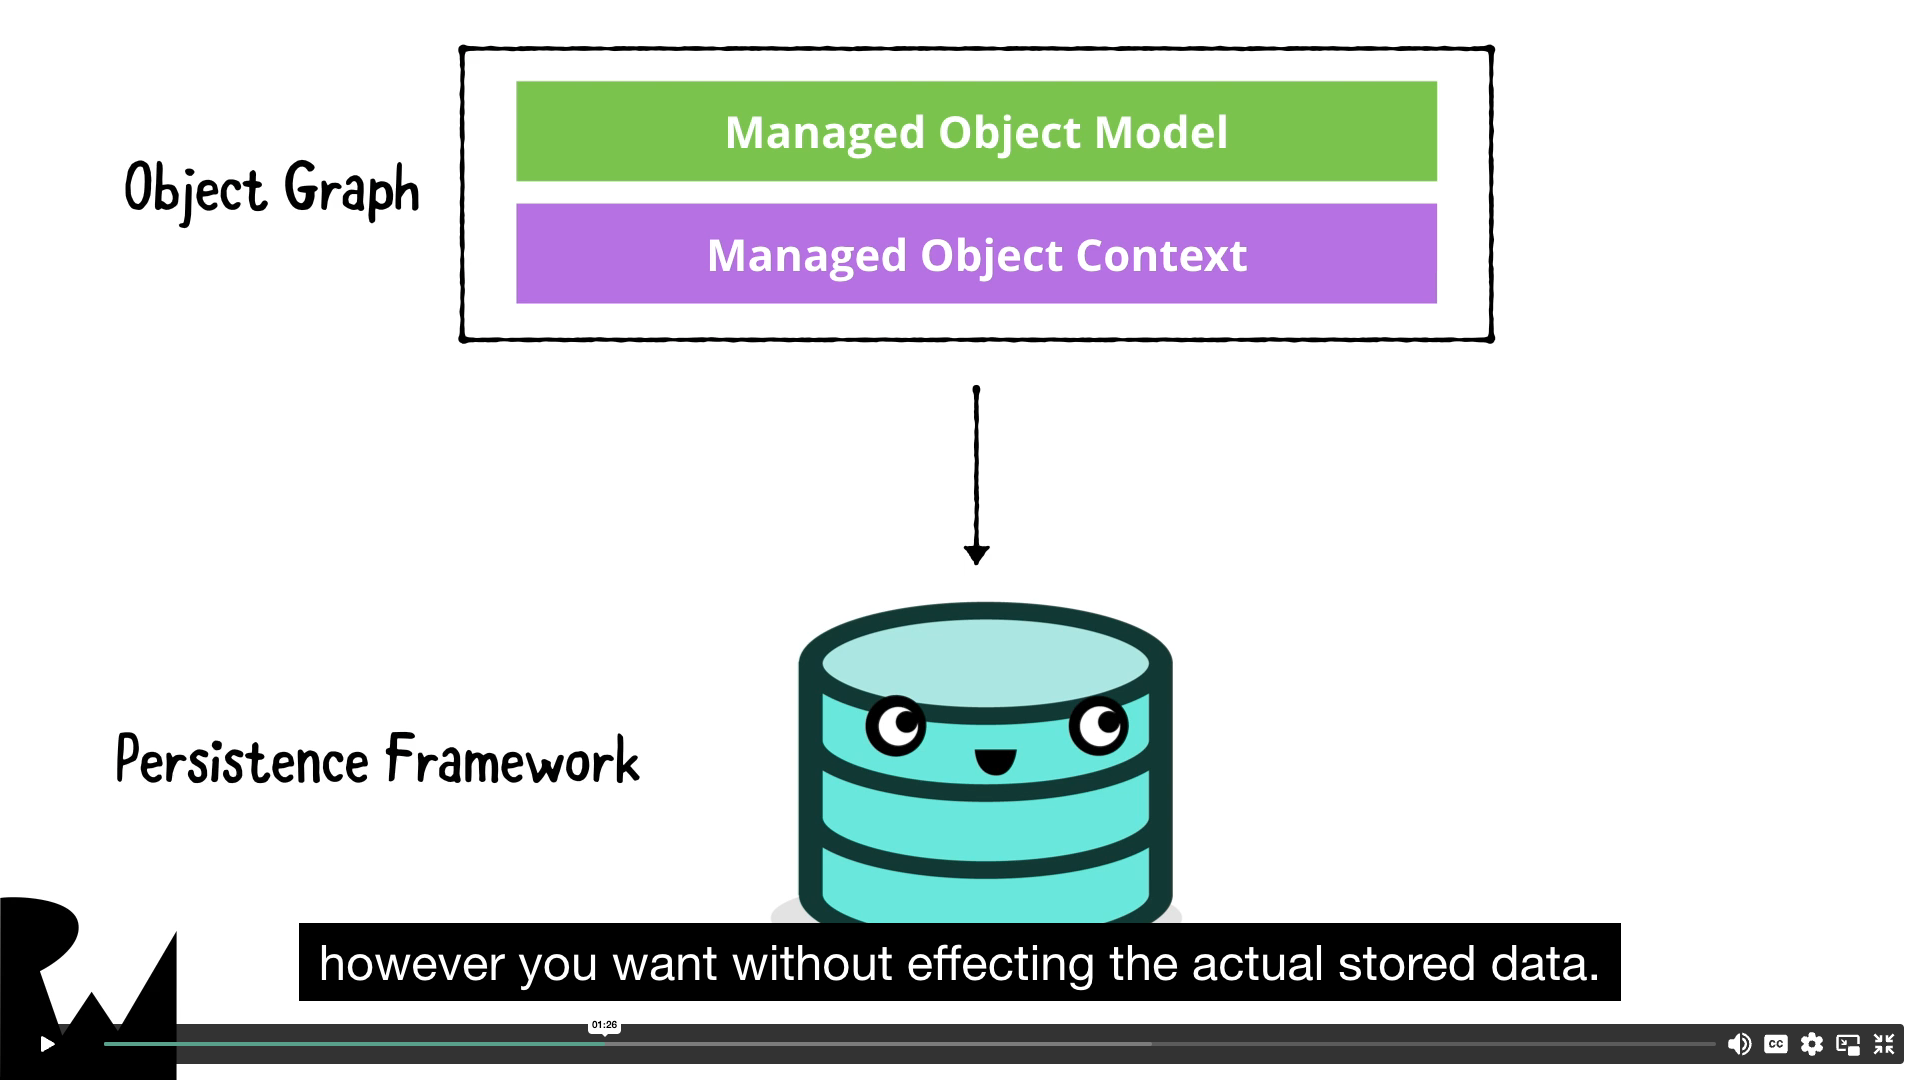 Managed Object Model
Object Graph
Managed Object Context
Persistence Framework
RW
however you want without effecting the actual stored data.
01:26
CC